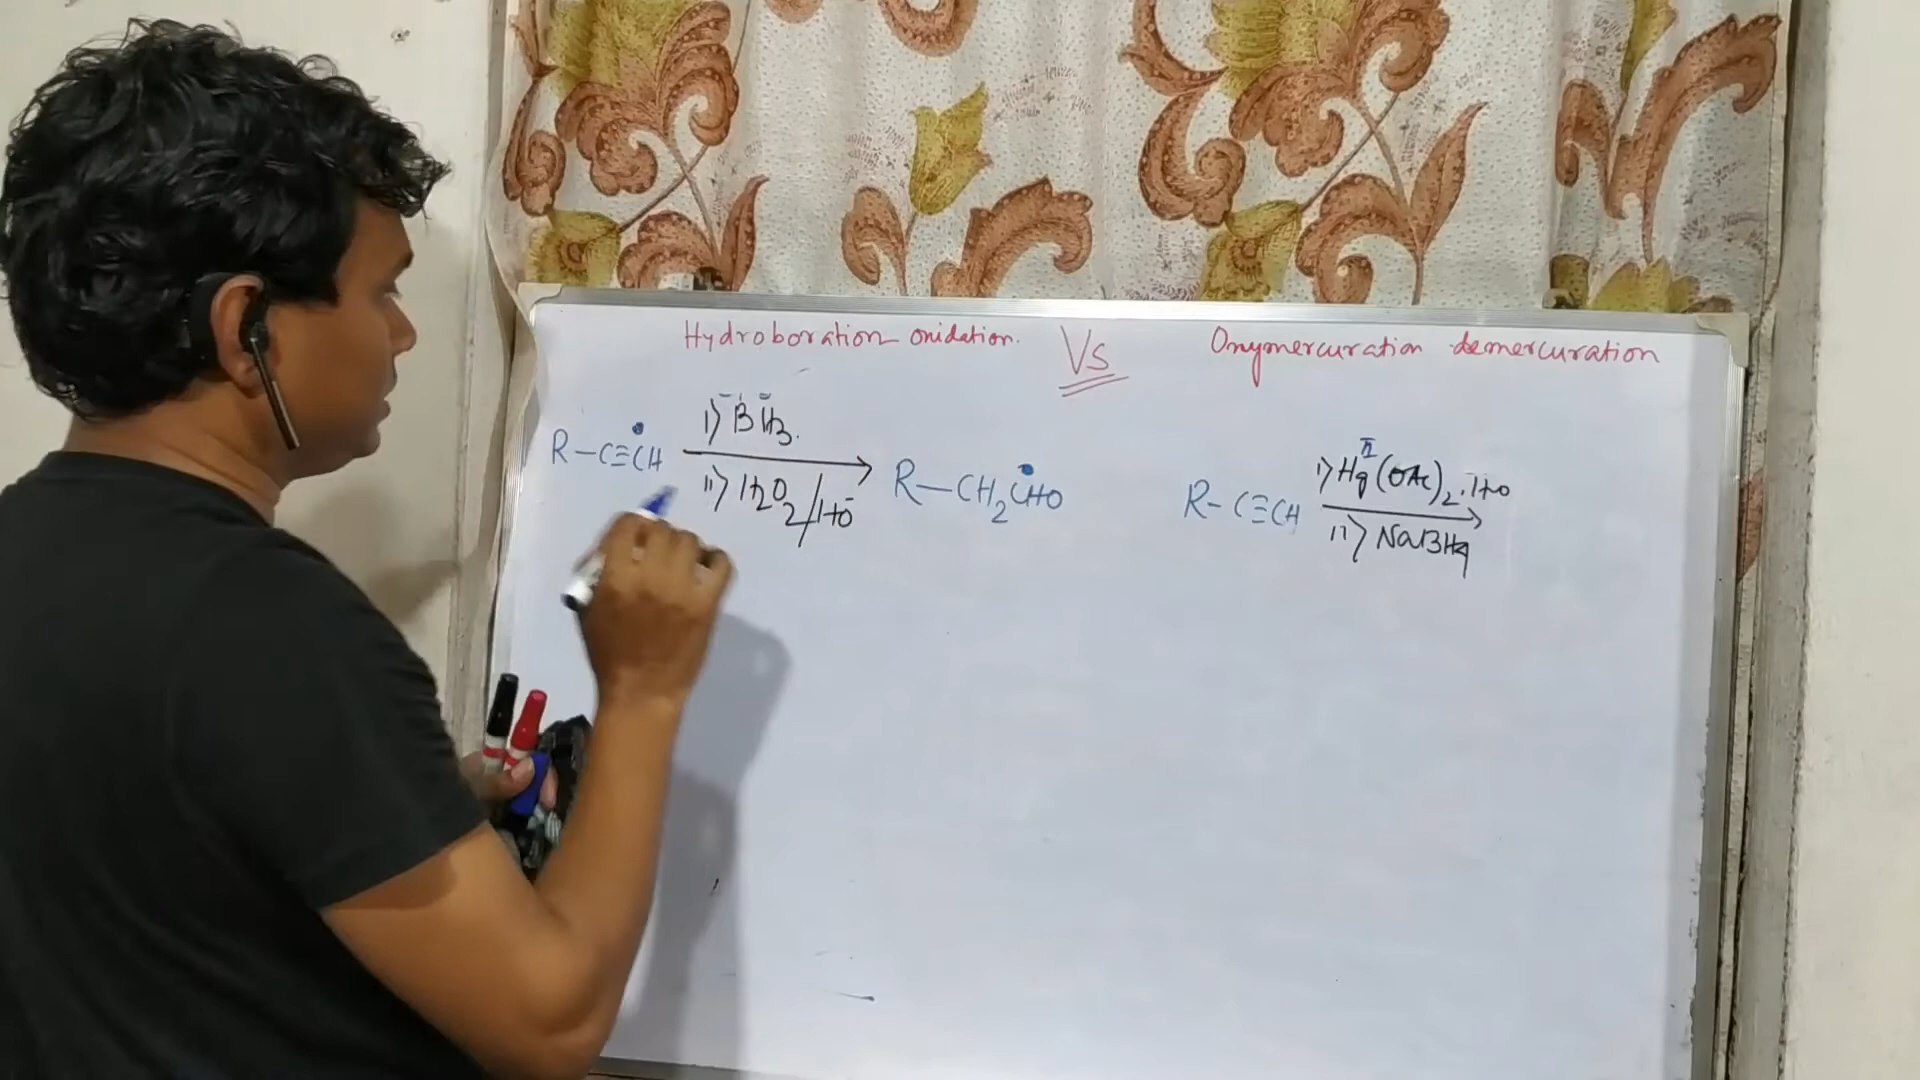 Hydroboration oxidation. Vs Oxymercuration demercuration
R-C≡CH i) BH3. ii) H2O2/HO⁻ R-CH2CHO
R-C≡CH i) Hg(OAc)2. H2O ii) NaBH4